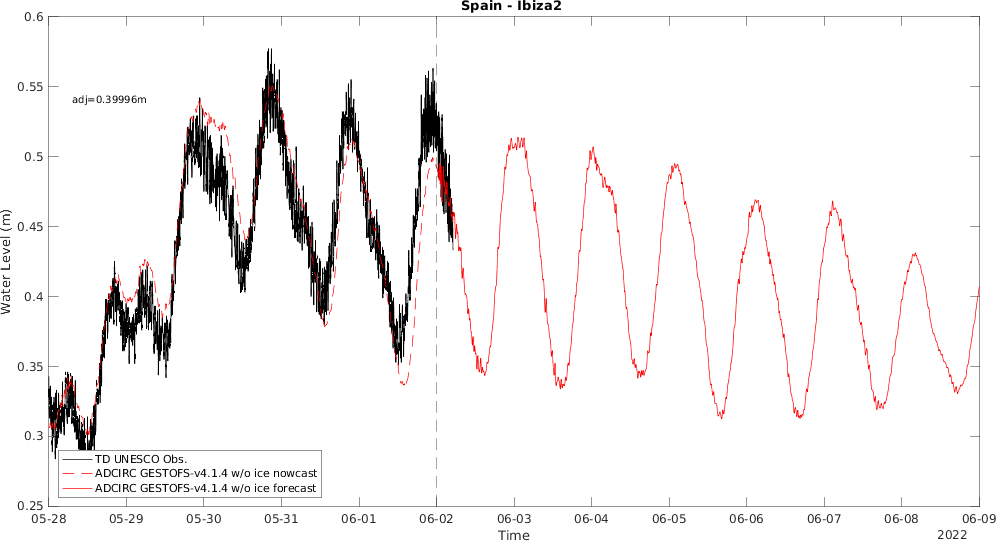 Spain - Ibiza2
0.6
0.55
0.5
0.45
0.4
0.35
0.3
0.25
Water Level (m)
adj=0.39996m
TD UNESCO Obs.
ADCIRC GESTOFS-v4.1.4 w/o ice nowcast
ADCIRC GESTOFS-v4.1.4 w/o ice forecast
05-28 05-29 05-30 05-31 06-01 06-02 06-03 06-04 06-05 06-06 06-07 06-08 06-09
Time
2022